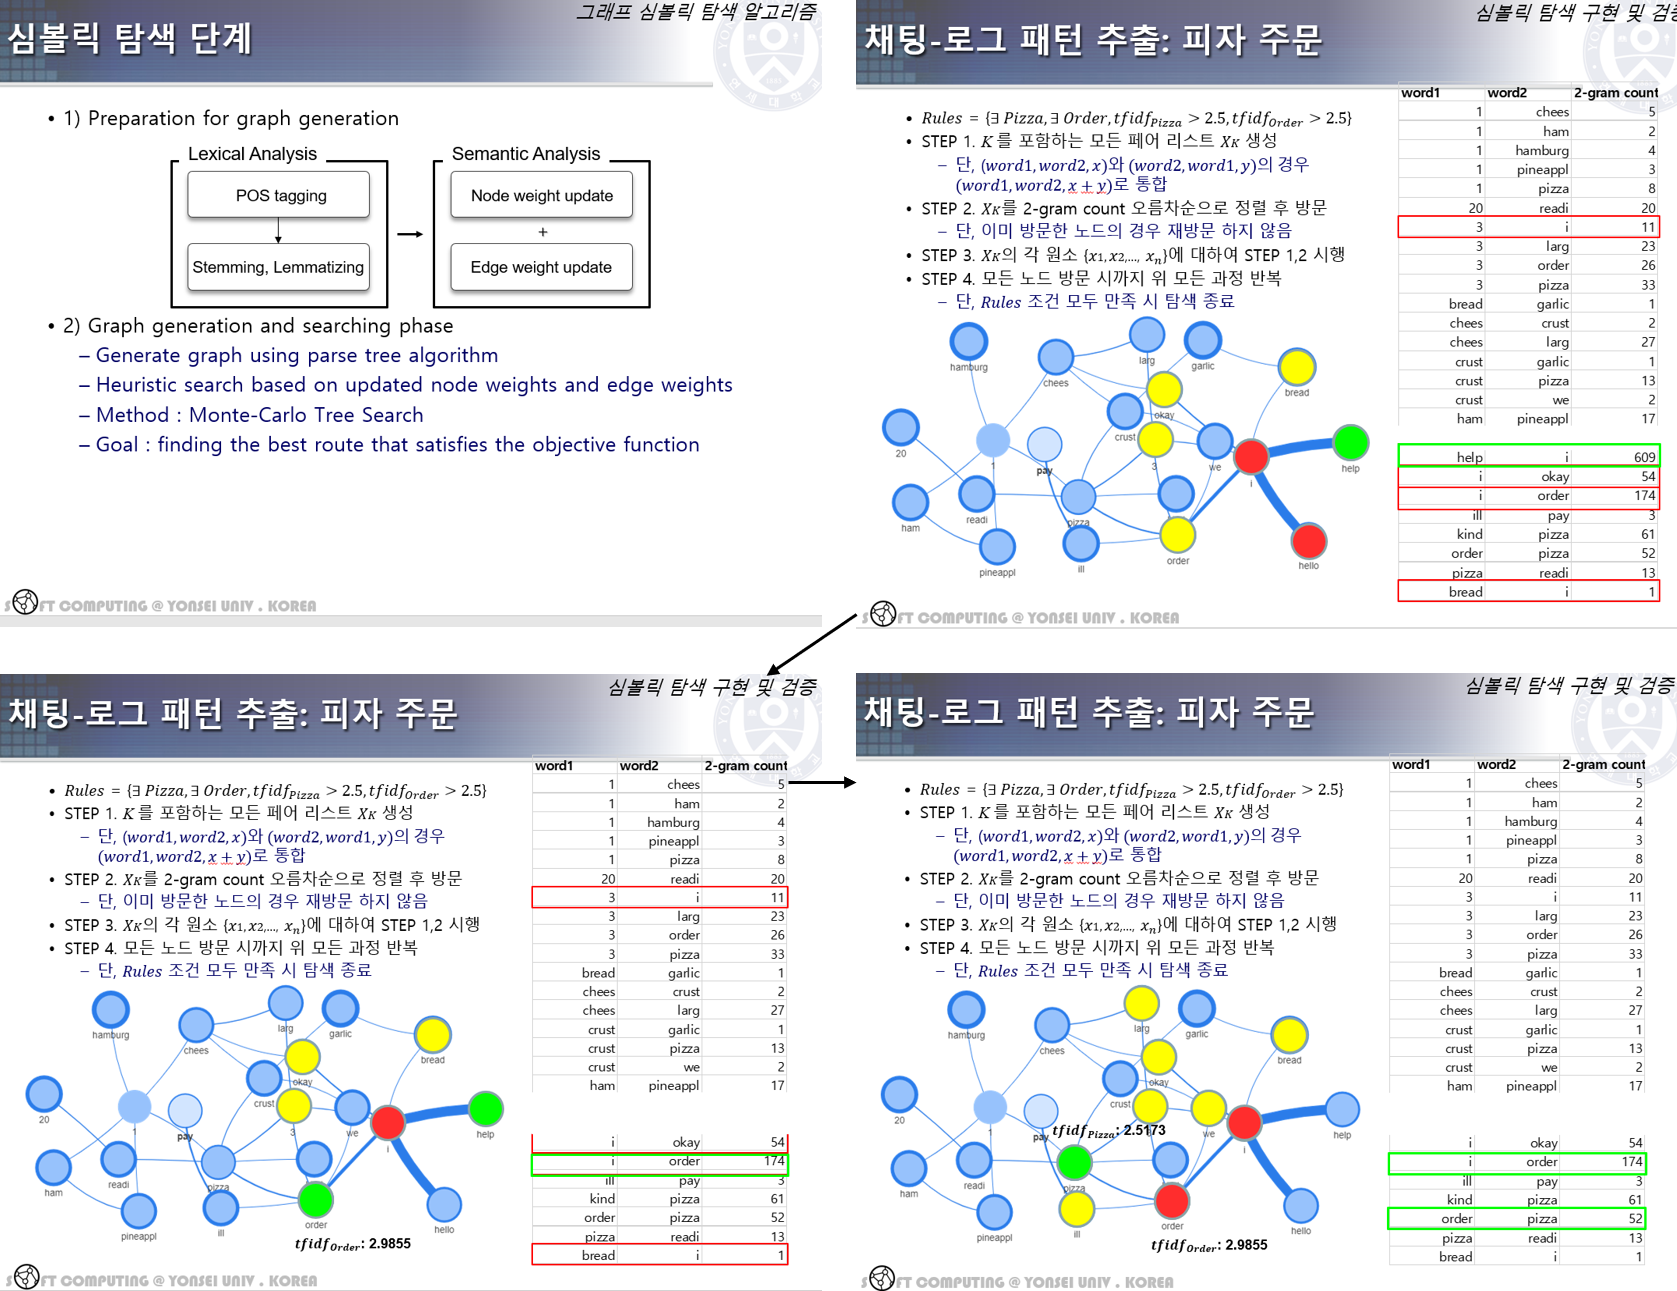 그래프 심볼릭 탐색 알고리즘
심볼릭 탐색 단계
• 1) Preparation for graph generation
Lexical Analysis
POS tagging
Stemming, Lemmatizing
Semantic Analysis
Node weight update
+
Edge weight update
• 2) Graph generation and searching phase
– Generate graph using parse tree algorithm
– Heuristic search based on updated node weights and edge weights
– Method : Monte-Carlo Tree Search
– Goal : finding the best route that satisfies the objective function
SOFT COMPUTING @ YONSEI UNIV . KOREA
심볼릭 탐색 구현 및 검증
채팅-로그 패턴 추출: 피자 주문
• Rules = {∃ Pizza, ∃ Order, tfidfPizza > 2.5, tfidfOrder > 2.5}
• STEP 1. K 를 포함하는 모든 페어 리스트 XK 생성
– 단, (word1, word2, x)와 (word2, word1, y)의 경우
(word1, word2, x + y)로 통합
• STEP 2. XK를 2-gram count 오름차순으로 정렬 후 방문
– 단, 이미 방문한 노드의 경우 재방문 하지 않음
• STEP 3. XK의 각 원소 {x1, x2,..., xn}에 대하여 STEP 1,2 시행
• STEP 4. 모든 노드 방문 시까지 위 모든 과정 반복
– 단, Rules 조건 모두 만족 시 탐색 종료
word1 word2 2-gram count
1 chees 5
1 ham 2
1 hamburg 4
1 pineappl 3
1 pizza 8
20 readi 20
3 i 11
3 larg 23
3 order 26
3 pizza 33
bread garlic 1
chees crust 2
chees larg 27
crust garlic 1
crust pizza 13
crust we 2
ham pineappl 17
help i 609
i okay 54
i order 174
ill pay 3
kind pizza 61
order pizza 52
pizza readi 13
bread i 1
hamburg
chees
larg
garlic
bread
okay
crust
20
1
pay
3
we
i
help
ham
readi
pizza
pineappl
ill
order
hello
SOFT COMPUTING @ YONSEI UNIV . KOREA
심볼릭 탐색 구현 및 검증
채팅-로그 패턴 추출: 피자 주문
• Rules = {∃ Pizza, ∃ Order, tfidfPizza > 2.5, tfidfOrder > 2.5}
• STEP 1. K 를 포함하는 모든 페어 리스트 XK 생성
– 단, (word1, word2, x)와 (word2, word1, y)의 경우
(word1, word2, x + y)로 통합
• STEP 2. XK를 2-gram count 오름차순으로 정렬 후 방문
– 단, 이미 방문한 노드의 경우 재방문 하지 않음
• STEP 3. XK의 각 원소 {x1, x2,..., xn}에 대하여 STEP 1,2 시행
• STEP 4. 모든 노드 방문 시까지 위 모든 과정 반복
– 단, Rules 조건 모두 만족 시 탐색 종료
word1 word2 2-gram count
1 chees 5
1 ham 2
1 hamburg 4
1 pineappl 3
1 pizza 8
20 readi 20
3 i 11
3 larg 23
3 order 26
3 pizza 33
bread garlic 1
chees crust 2
chees larg 27
crust garlic 1
crust pizza 13
crust we 2
ham pineappl 17
i okay 54
i order 174
ill pay 3
kind pizza 61
order pizza 52
pizza readi 13
bread i 1
hamburg
chees
larg
garlic
bread
okay
crust
20
1
pay
3
we
i
help
ham
readi
pizza
pineappl
ill
order
hello
tfidfOrder: 2.9855
SOFT COMPUTING @ YONSEI UNIV . KOREA
심볼릭 탐색 구현 및 검증
채팅-로그 패턴 추출: 피자 주문
• Rules = {∃ Pizza, ∃ Order, tfidfPizza > 2.5, tfidfOrder > 2.5}
• STEP 1. K 를 포함하는 모든 페어 리스트 XK 생성
– 단, (word1, word2, x)와 (word2, word1, y)의 경우
(word1, word2, x + y)로 통합
• STEP 2. XK를 2-gram count 오름차순으로 정렬 후 방문
– 단, 이미 방문한 노드의 경우 재방문 하지 않음
• STEP 3. XK의 각 원소 {x1, x2,..., xn}에 대하여 STEP 1,2 시행
• STEP 4. 모든 노드 방문 시까지 위 모든 과정 반복
– 단, Rules 조건 모두 만족 시 탐색 종료
word1 word2 2-gram count
1 chees 5
1 ham 2
1 hamburg 4
1 pineappl 3
1 pizza 8
20 readi 20
3 i 11
3 larg 23
3 order 26
3 pizza 33
bread garlic 1
chees crust 2
chees larg 27
crust garlic 1
crust pizza 13
crust we 2
ham pineappl 17
i okay 54
i order 174
ill pay 3
kind pizza 61
order pizza 52
pizza readi 13
bread i 1
hamburg
chees
larg
garlic
bread
okay
crust
20
1
pay
3
we
i
help
tfidfPizza: 2.5173
ham
readi
pizza
pineappl
ill
order
hello
tfidfOrder: 2.9855
SOFT COMPUTING @ YONSEI UNIV . KOREA